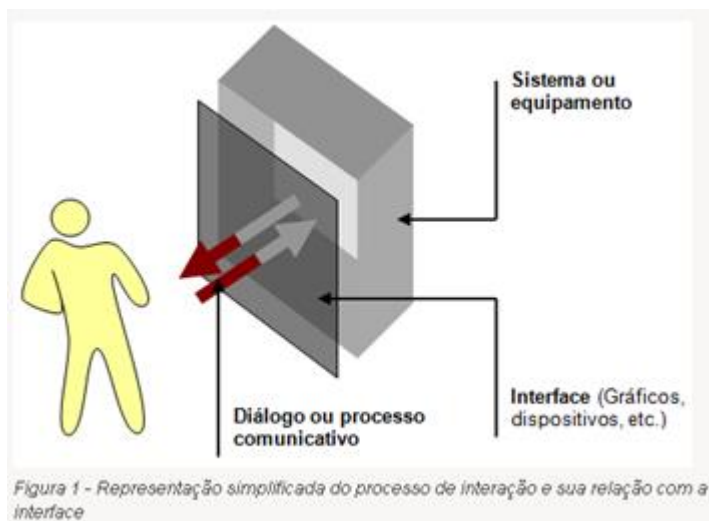 Sistema ou
equipamento
Interface (Gráficos,
dispositivos, etc.)
Diálogo ou processo
comunicativo
Figura 1 - Representação simplificada do processo de interação e sua relação com a
interface